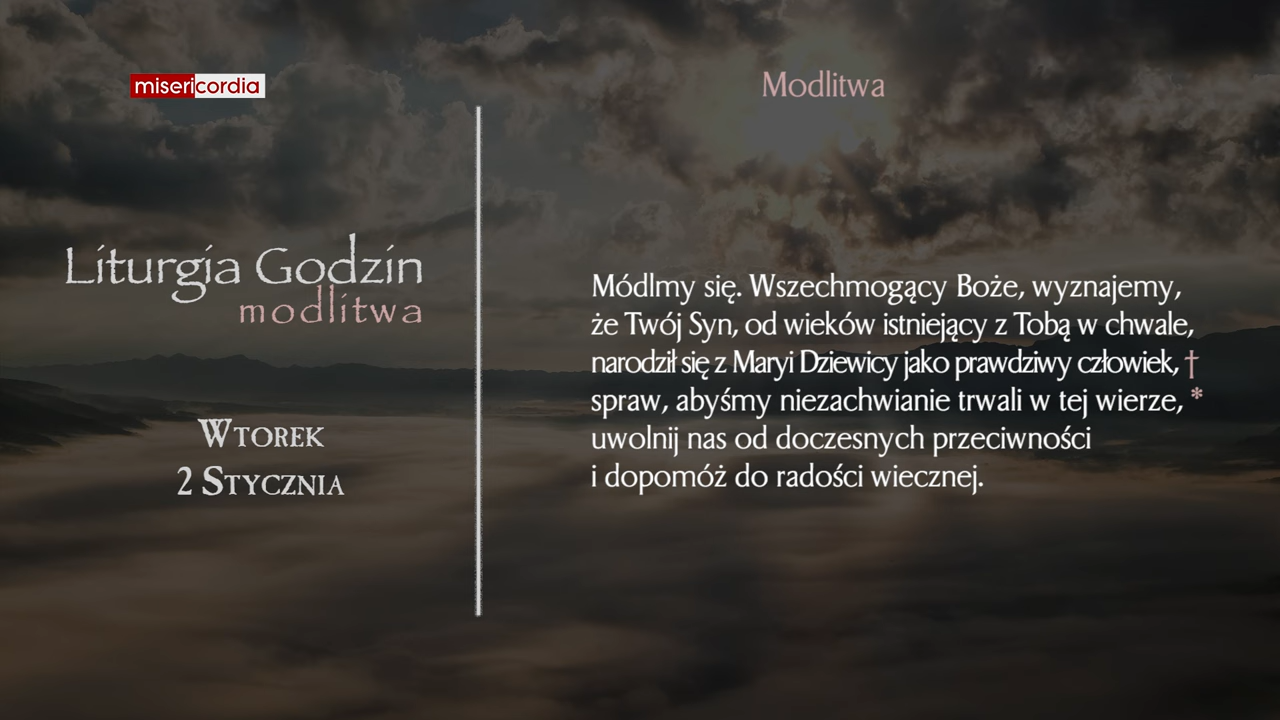 misericordia
Liturgia Godzin
modlitwa
Wtorek
2 Stycznia
Modlitwa
Módlmy się. Wszechmogący Boże, wyznajemy,
że Twój Syn, od wieków istniejący z Tobą w chwale,
narodził się z Maryi Dziewicy jako prawdziwy człowiek, †
spraw, abyśmy niezachwianie trwali w tej wierze, *
uwolnij nas od doczesnych przeciwności
i dopomóż do radości wiecznej.